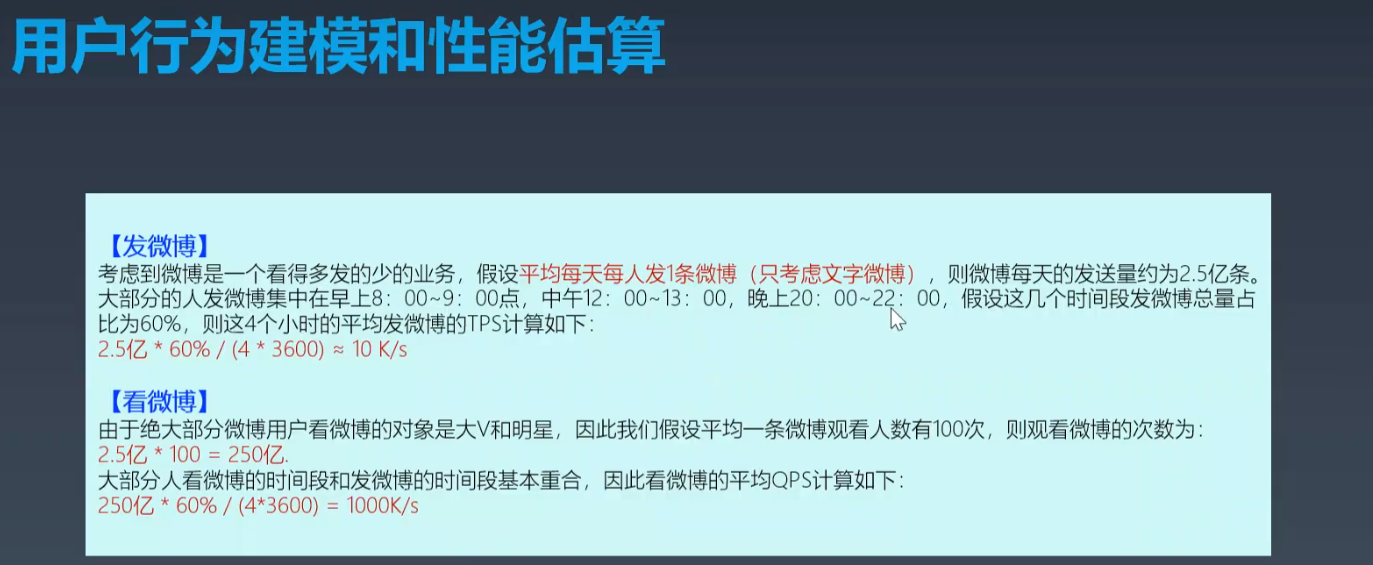 用户行为建模和性能估算
【发微博】
考虑到微博是一个看得多发的少的业务，假设平均每天每人发1条微博（只考虑文字微博），则微博每天的发送量约为2.5亿条。
大部分的人发微博集中在早上8：00~9：00点，中午12：00~13：00，晚上20：00~22：00，假设这几个时间段发微博总量占
比为60%，则这4个小时的平均发微博的TPS计算如下：
2.5亿 * 60% / (4 * 3600) ≈ 10 K/s
【看微博】
由于绝大部分微博用户看微博的对象是大V和明星，因此我们假设平均一条微博观看人数有100次，则观看微博的次数为：
2.5亿 * 100 = 250亿.
大部分人看微博的时间段和发微博的时间段基本重合，因此看微博的平均QPS计算如下：
250亿 * 60% / (4*3600) = 1000K/s